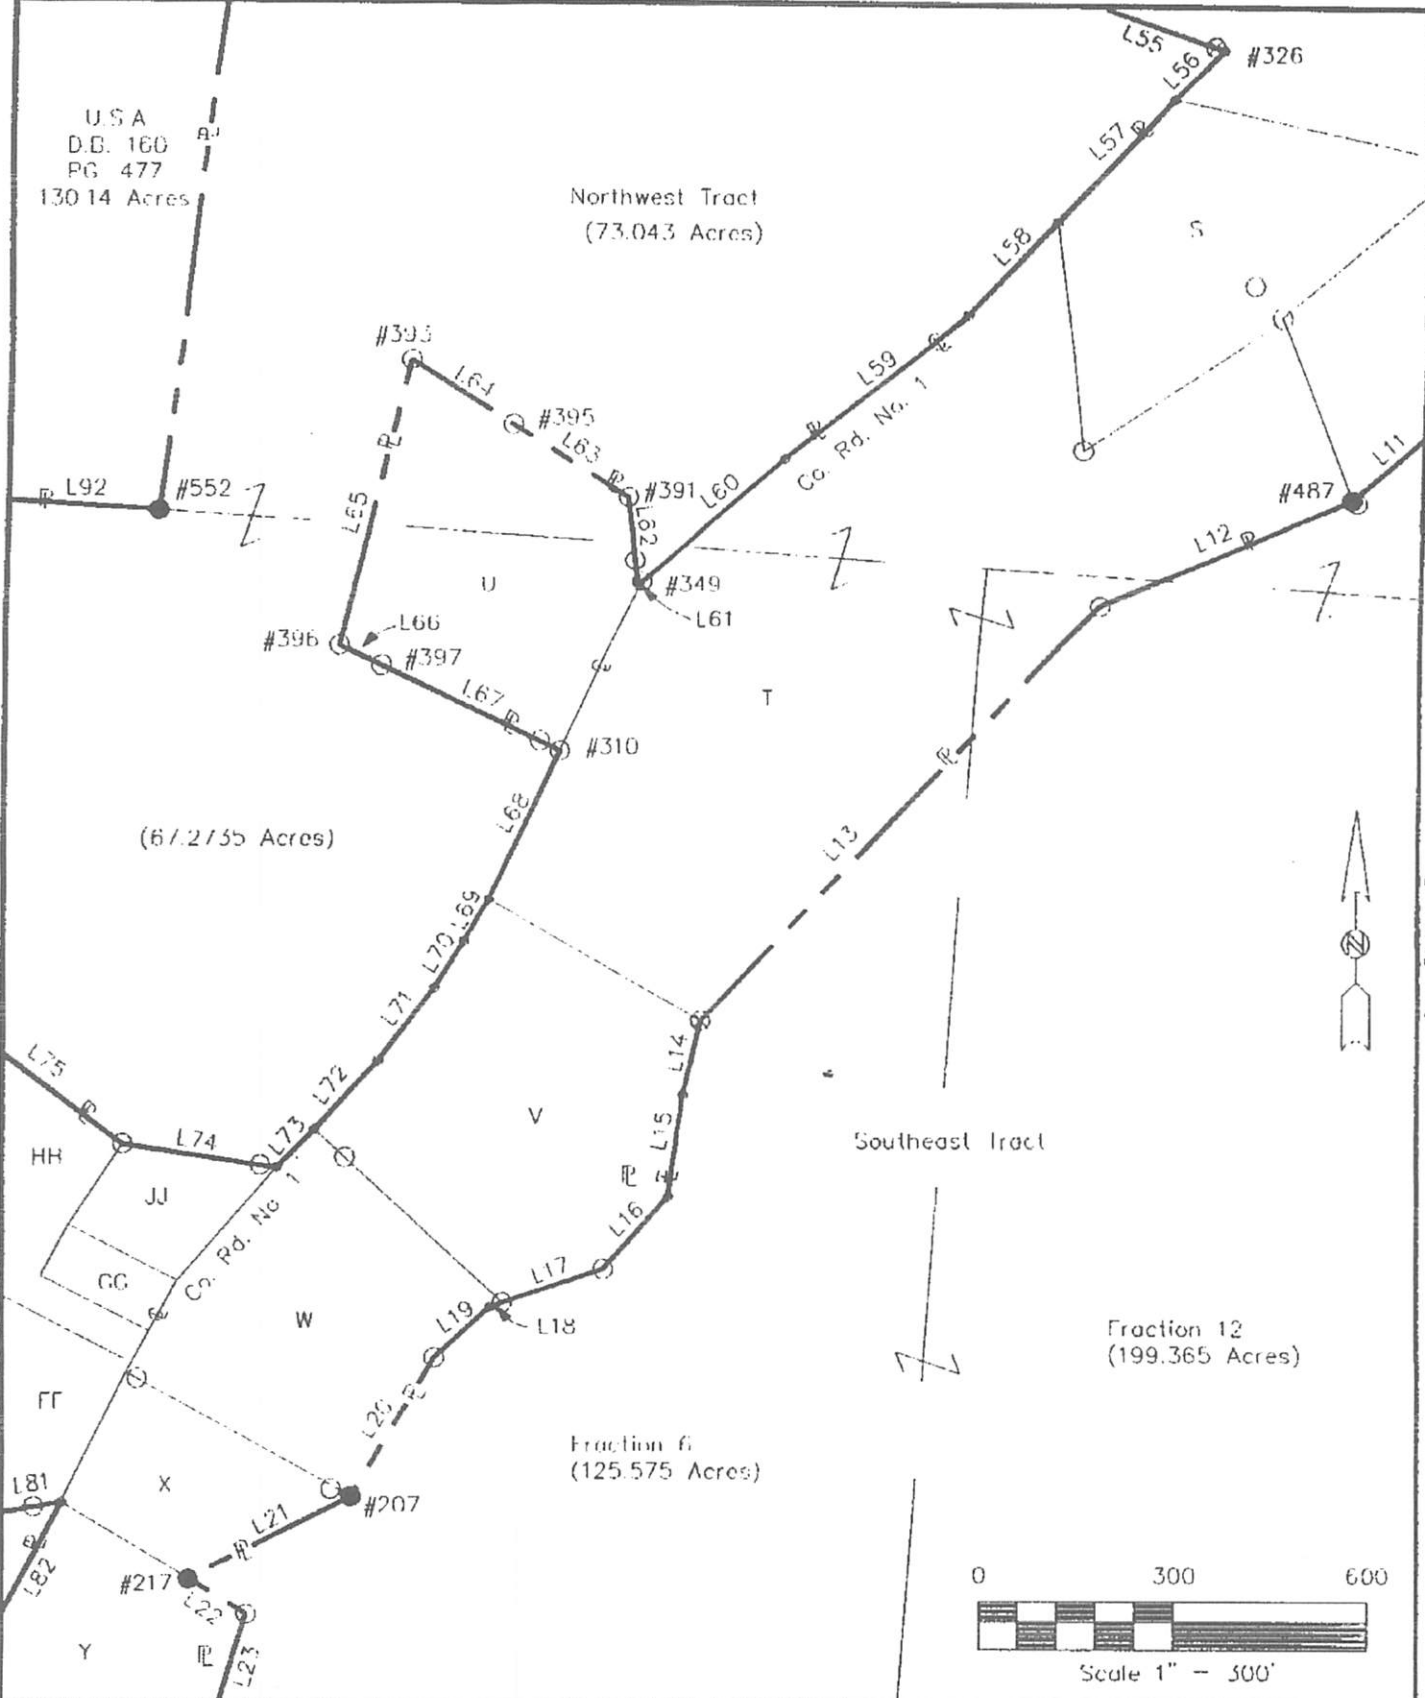 L55
#326
L56
U.S.A
D.B. 160
PG. 477
130.14 Acres
L57
Northwest Tract
(73.043 Acres)
S
L58
#393
L64
L59
#395
Co. Rd. No. 1
L63
L11
L92
#552
#391
L60
#487
L65
L62
L12
U
#349
L61
L66
#396
#397
L67
T
#310
L68
(67.2735 Acres)
L13
L69
L70
L71
L14
L75
L72
V
L15
L74
L73
Southeast Tract
HH
JJ
Co. Rd. No. 1
L16
GG
L17
W
L19
L18
Fraction 12
(199.365 Acres)
FF
L20
Fraction 6
(125.575 Acres)
L81
X
#207
L21
L82
#217
L22
0 300 600
Y
L23
Scale 1" = 300'
N